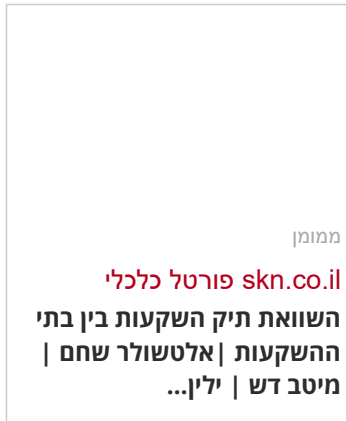 ממומן
skn.co.il פורטל כלכלי
השוואת תיק השקעות בין בתי
ההשקעות |אלטשולר שחם |
מיטב דש | ילין...